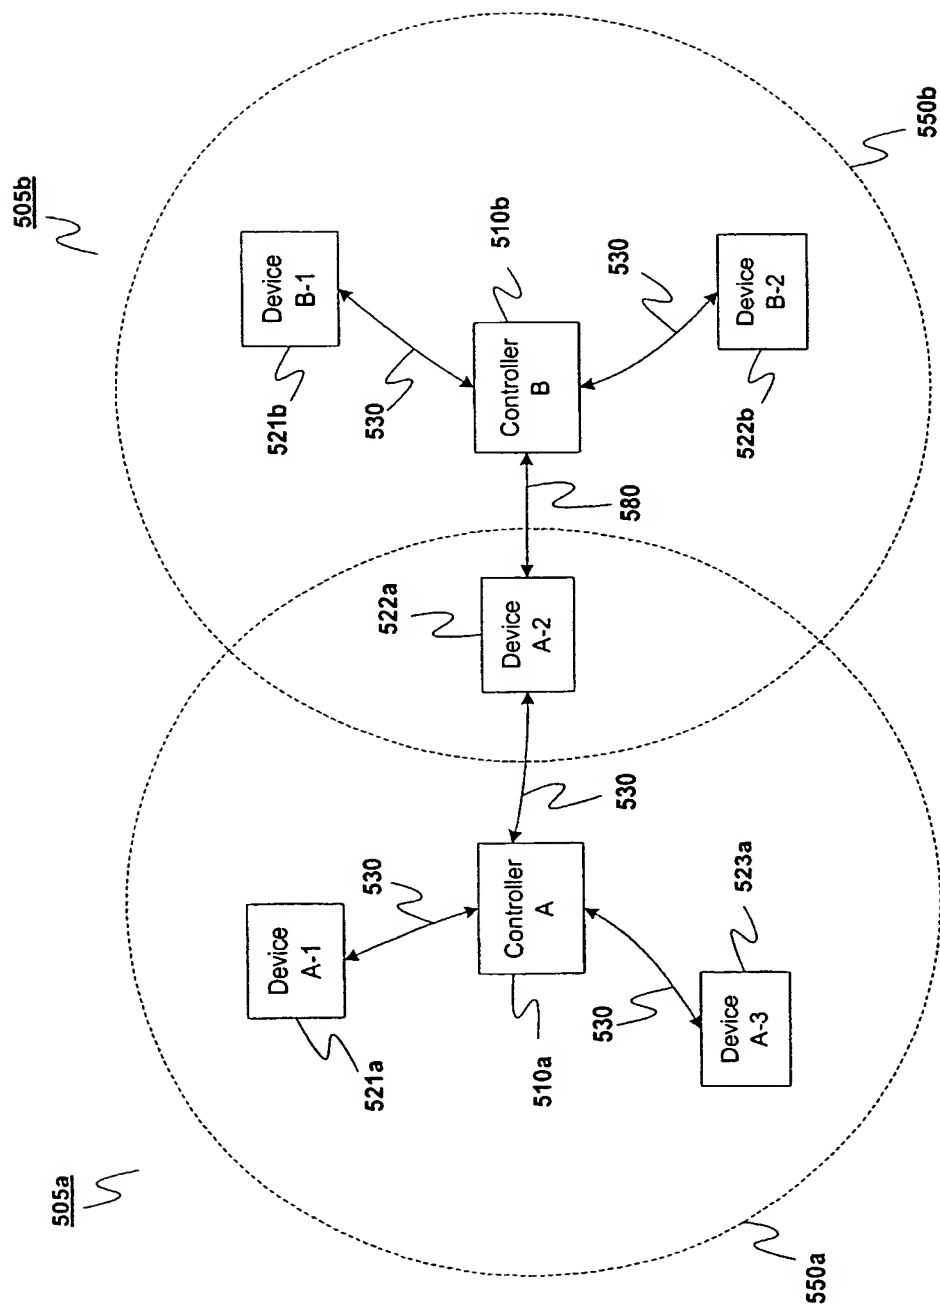 505a
505b
Device
A-1
Device
B-1
521b
521a
530
522a
530
510b
Controller
A
Device
A-2
Controller
B
510a
530
530
530
580
Device
A-3
523a
522b
Device
B-2
550a
550b